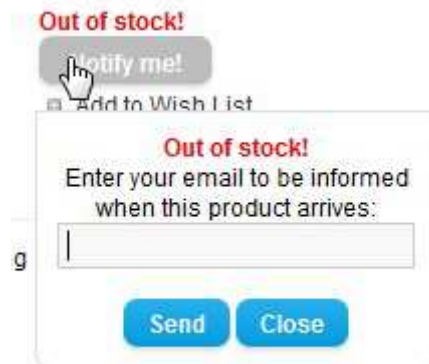 Out of stock!
Notify me!
Add to Wish List
Out of stock!
Enter your email to be informed
when this product arrives:
g
Send Close